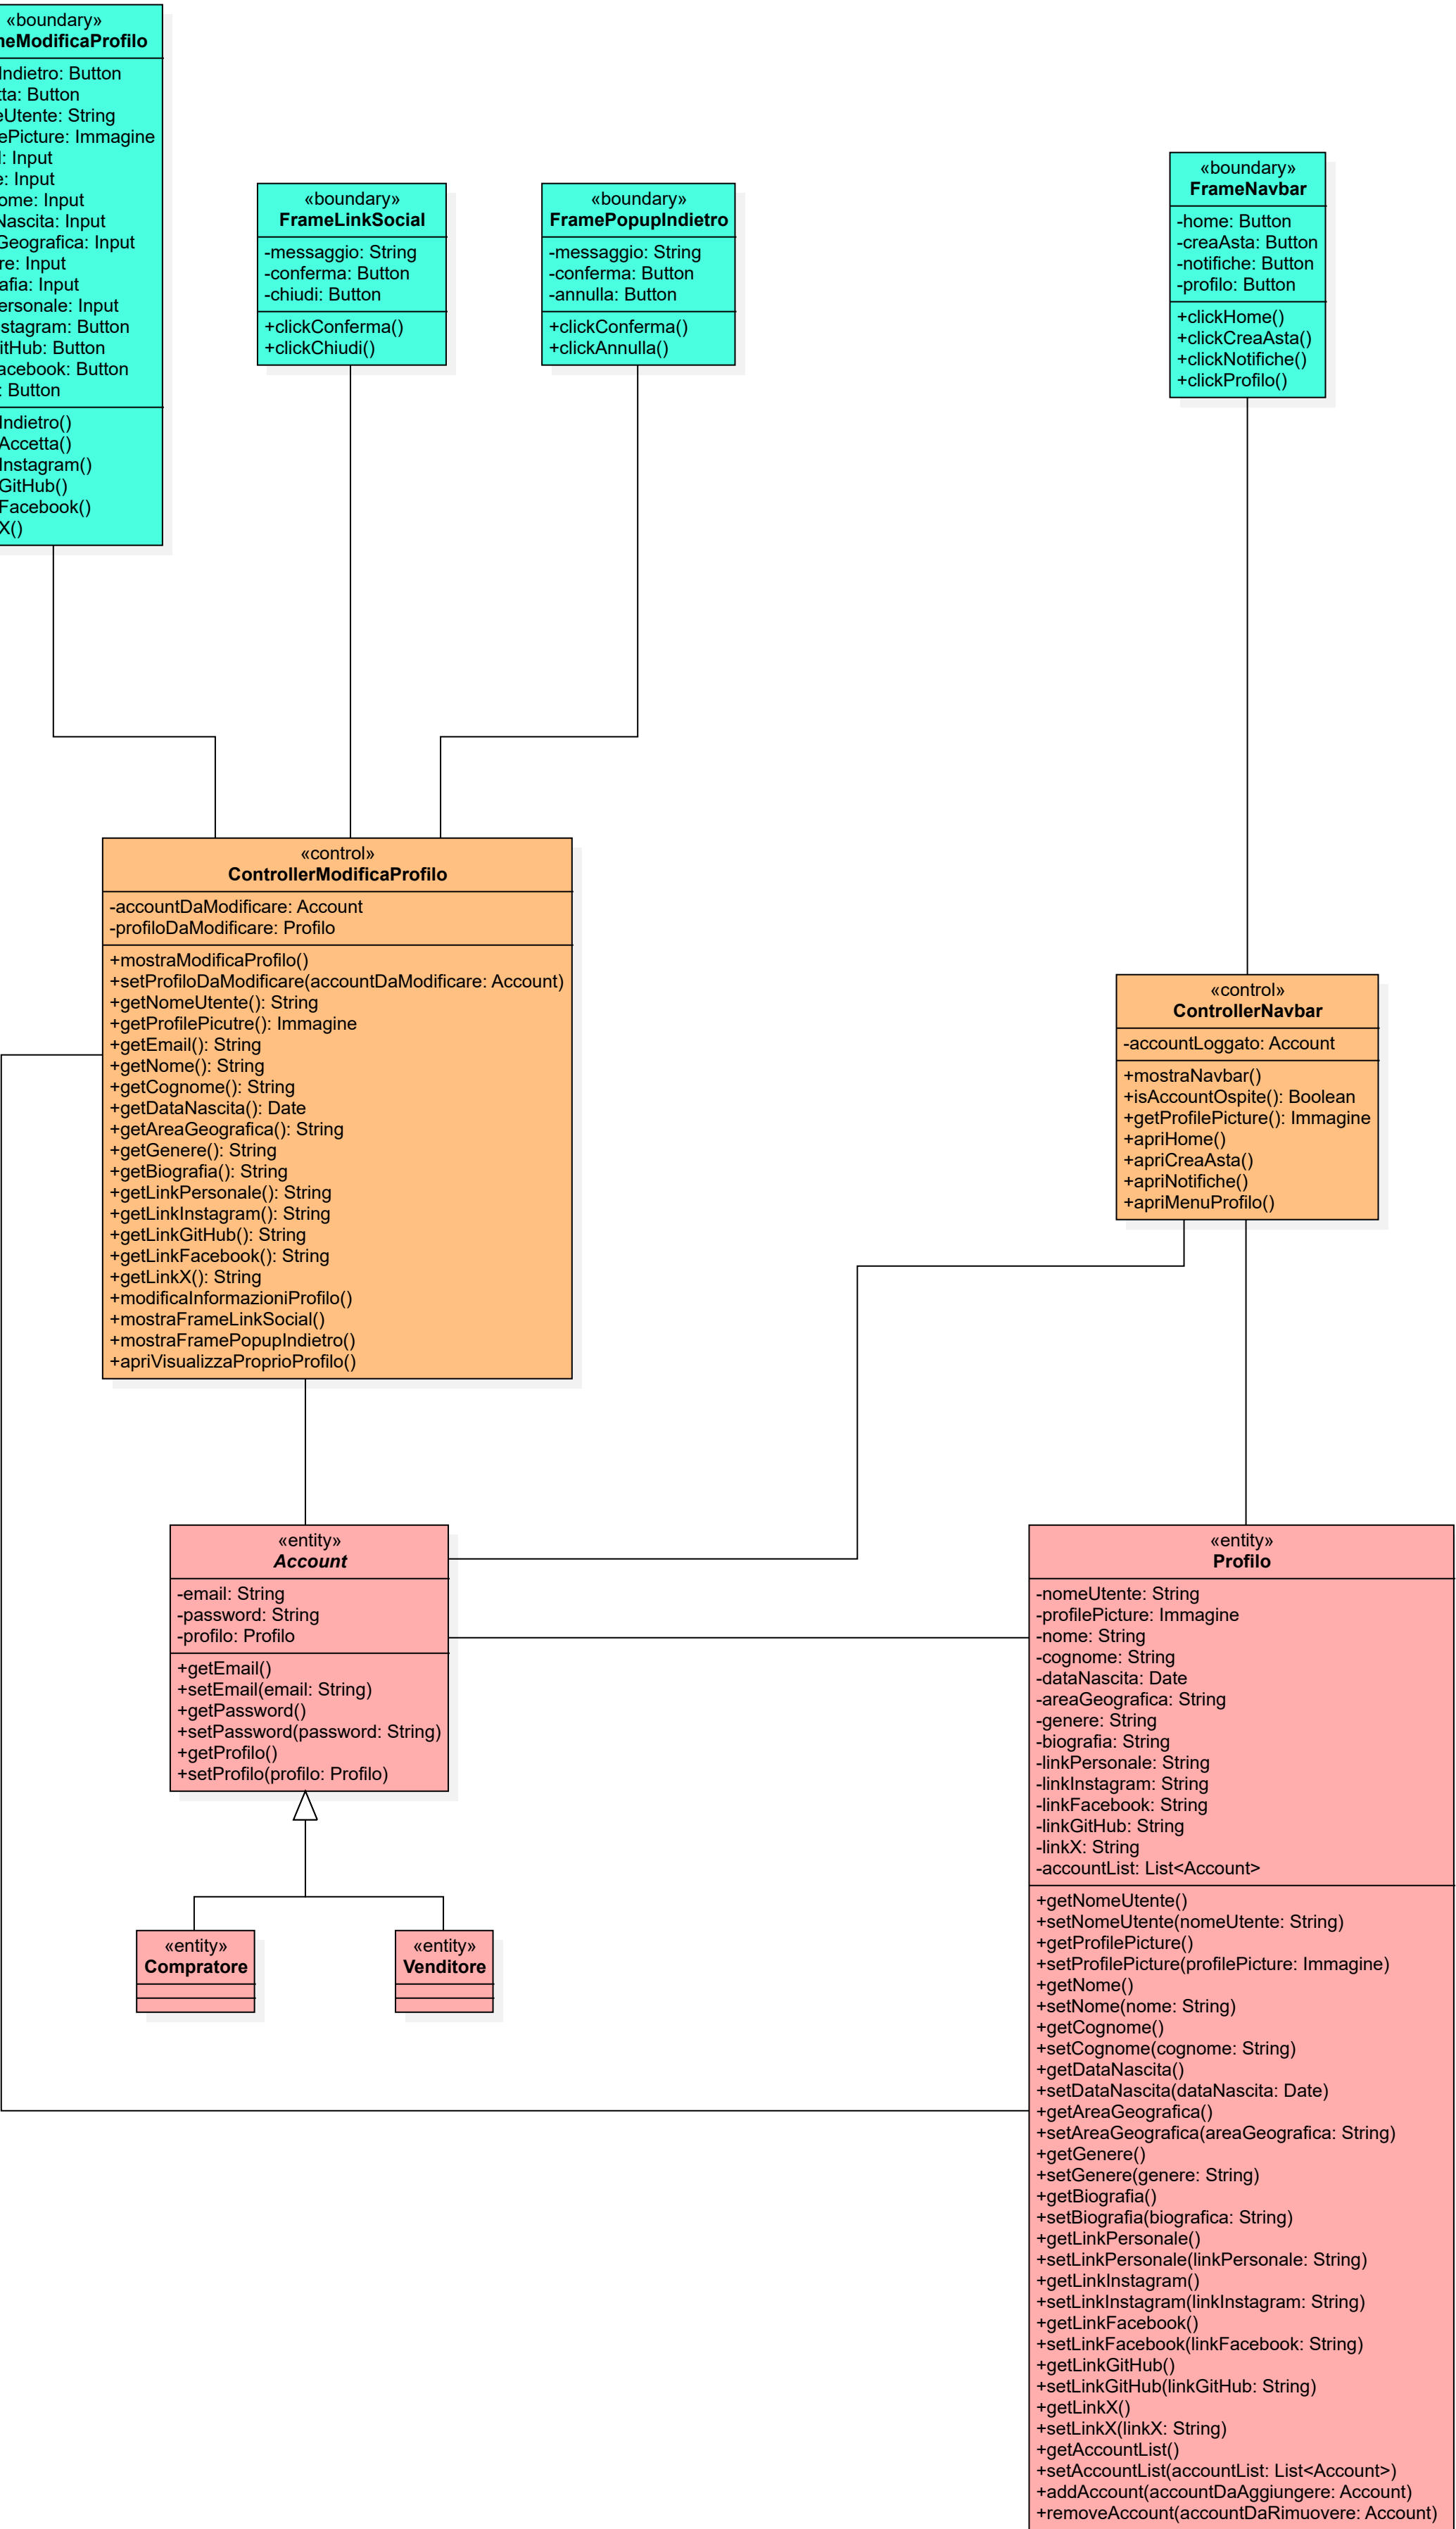 «boundary»
neModificaProfilo
Indietro: Button
tta: Button
eUtente: String
ePicture: Immagine
l: Input
e: Input
ome: Input
Nascita: Input
Geografica: Input
re: Input
afia: Input
ersonale: Input
nstagram: Button
itHub: Button
acebook: Button
: Button
Indietro()
Accetta()
Instagram()
GitHub()
Facebook()
X()
«boundary»
FrameLinkSocial
-messaggio: String
-conferma: Button
-chiudi: Button
+clickConferma()
+clickChiudi()
«boundary»
FramePopupIndietro
-messaggio: String
-conferma: Button
-annulla: Button
+clickConferma()
+clickAnnulla()
«boundary»
FrameNavbar
-home: Button
-creaAsta: Button
-notifiche: Button
-profilo: Button
+clickHome()
+clickCreaAsta()
+clickNotifiche()
+clickProfilo()
«control»
ControllerModificaProfilo
-accountDaModificare: Account
-profiloDaModificare: Profilo
+mostraModificaProfilo()
+setProfiloDaModificare(accountDaModificare: Account)
+getNomeUtente(): String
+getProfilePicutre(): Immagine
+getEmail(): String
+getNome(): String
+getCognome(): String
+getDataNascita(): Date
+getAreaGeografica(): String
+getGenere(): String
+getBiografia(): String
+getLinkPersonale(): String
+getLinkInstagram(): String
+getLinkGitHub(): String
+getLinkFacebook(): String
+getLinkX(): String
+modificaInformazioniProfilo()
+mostraFrameLinkSocial()
+mostraFramePopupIndietro()
+apriVisualizzaProprioProfilo()
«control»
ControllerNavbar
-accountLoggato: Account
+mostraNavbar()
+isAccountOspite(): Boolean
+getProfilePicture(): Immagine
+apriHome()
+apriCreaAsta()
+apriNotifiche()
+apriMenuProfilo()
«entity»
Account
-email: String
-password: String
-profilo: Profilo
+getEmail()
+setEmail(email: String)
+getPassword()
+setPassword(password: String)
+getProfilo()
+setProfilo(profilo: Profilo)
«entity»
Compratore
«entity»
Venditore
«entity»
Profilo
-nomeUtente: String
-profilePicture: Immagine
-nome: String
-cognome: String
-dataNascita: Date
-areaGeografica: String
-genere: String
-biografia: String
-linkPersonale: String
-linkInstagram: String
-linkFacebook: String
-linkGitHub: String
-linkX: String
-accountList: List<Account>
+getNomeUtente()
+setNomeUtente(nomeUtente: String)
+getProfilePicture()
+setProfilePicture(profilePicture: Immagine)
+getNome()
+setNome(nome: String)
+getCognome()
+setCognome(cognome: String)
+getDataNascita()
+setDataNascita(dataNascita: Date)
+getAreaGeografica()
+setAreaGeografica(areaGeografica: String)
+getGenere()
+setGenere(genere: String)
+getBiografia()
+setBiografia(biografica: String)
+getLinkPersonale()
+setLinkPersonale(linkPersonale: String)
+getLinkInstagram()
+setLinkInstagram(linkInstagram: String)
+getLinkFacebook()
+setLinkFacebook(linkFacebook: String)
+getLinkGitHub()
+setLinkGitHub(linkGitHub: String)
+getLinkX()
+setLinkX(linkX: String)
+getAccountList()
+setAccountList(accountList: List<Account>)
+addAccount(accountDaAggiungere: Account)
+removeAccount(accountDaRimuovere: Account)